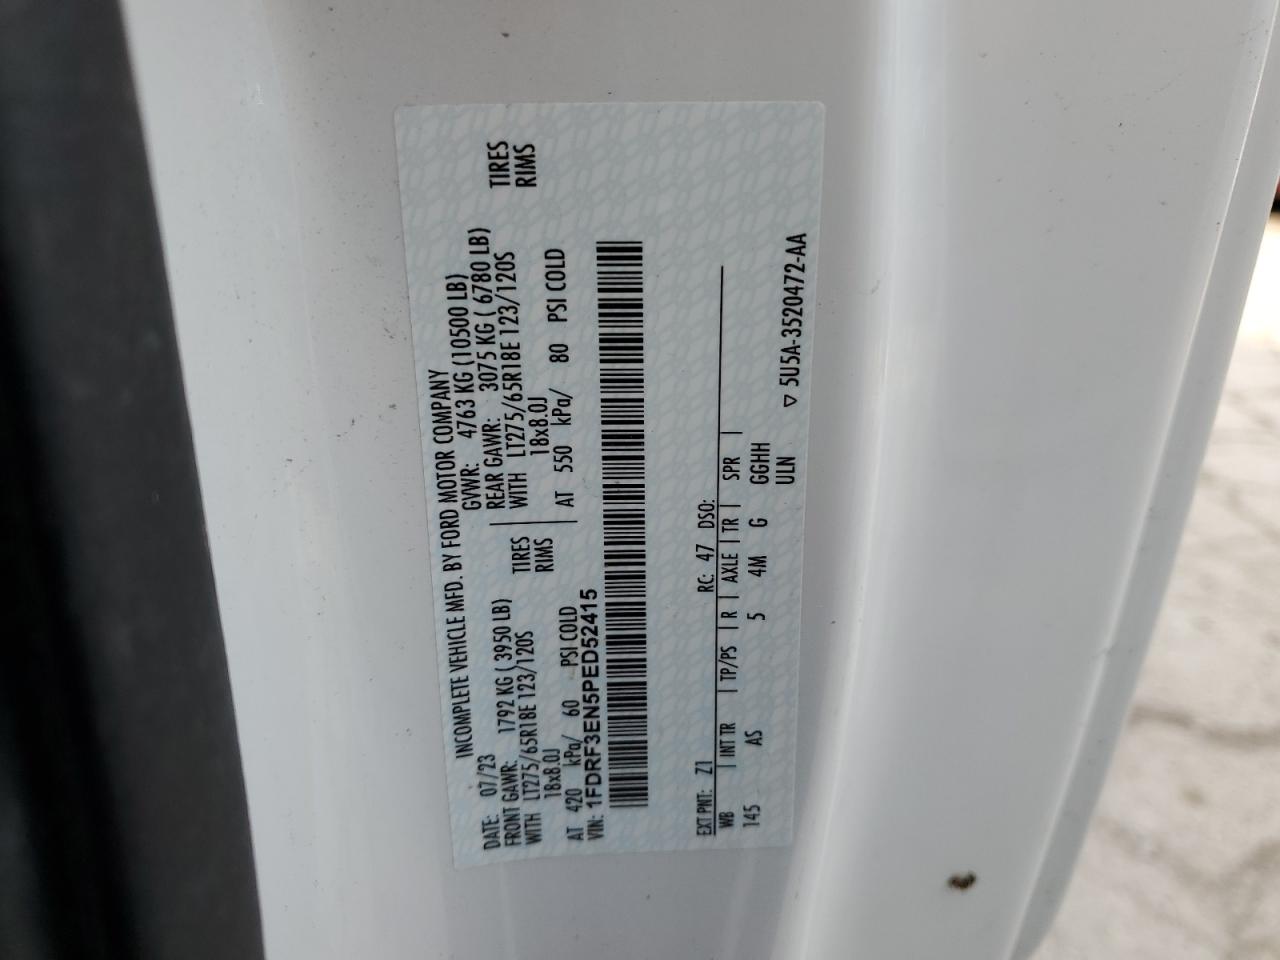 INCOMPLETE VEHICLE MFD. BY FORD MOTOR COMPANY
DATE: 07/23 GVWR: 4763 KG (10500 LB)
FRONT GAWR: 1792 KG ( 3950 LB) REAR GAWR: 3075 KG ( 6780 LB)
WITH LT275/65R18E 123/120S TIRES WITH LT275/65R18E 123/120S TIRES
18x8.0J RIMS 18x8.0J RIMS
AT 420 kPa/ 60 PSI COLD AT 550 kPa/ 80 PSI COLD
VIN: 1FDRF3EN5PED52415
EXT PNT: Z1 RC: 47 DSO:
WB | INT TR | TP/PS | R | AXLE | TR | SPR |
145 AS 5 4M G GGHH
ULN
▽ 5U5A-3520472-AA